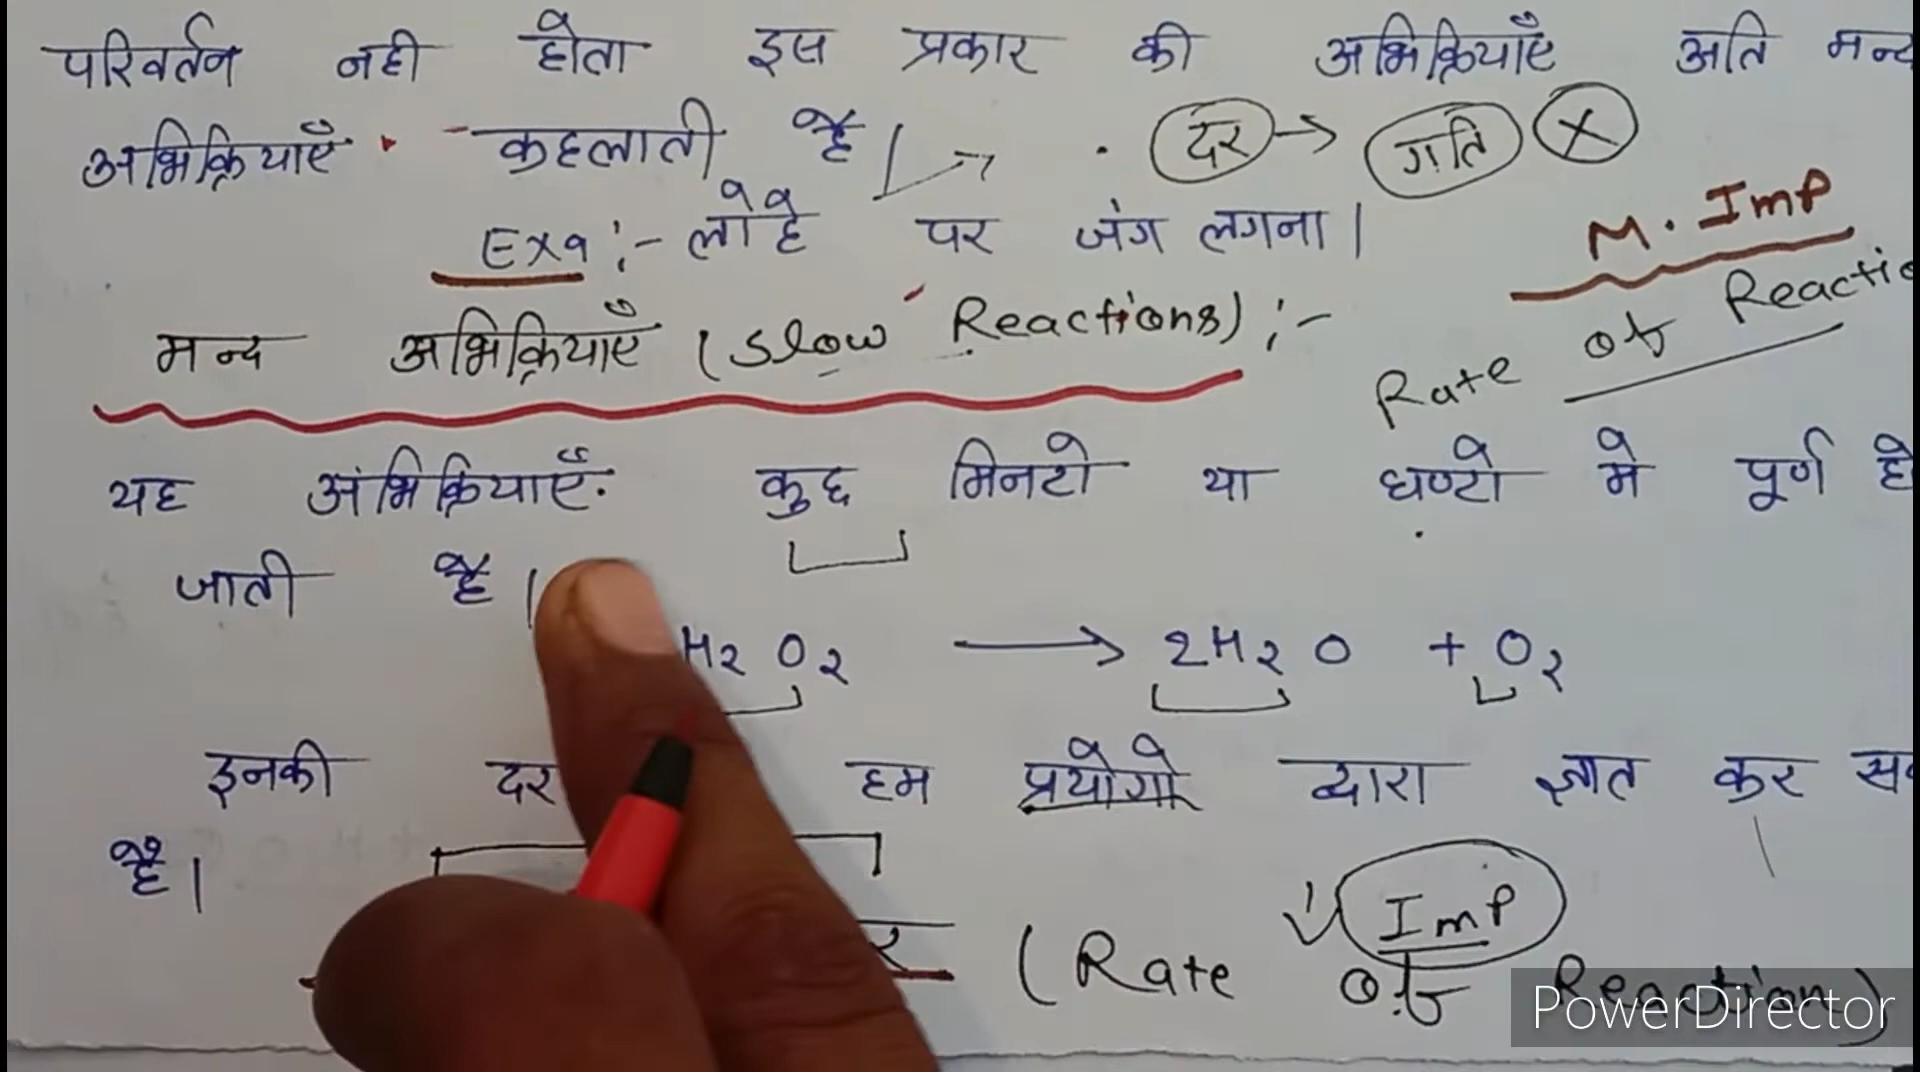 परिवर्तन नही होता इस प्रकार की अभिक्रियाएँ अति मन्द
अभिक्रियाएँ कहलाती है।
दर → गति X
Exa :- लोहे पर जंग लगना।
M. Imp
मन्द अभिक्रियाएँ (Slow Reactions) :-
Rate of Reactio
यह अभिक्रियाएँ कुछ मिनटो या घण्टो मे पूर्ण हो
जाती है।
H2O2 → 2H2O + O2
इनकी दर हम प्रयोगो द्वारा ज्ञात कर सक
है।
Imp
र (Rate of Reaction)
PowerDirector